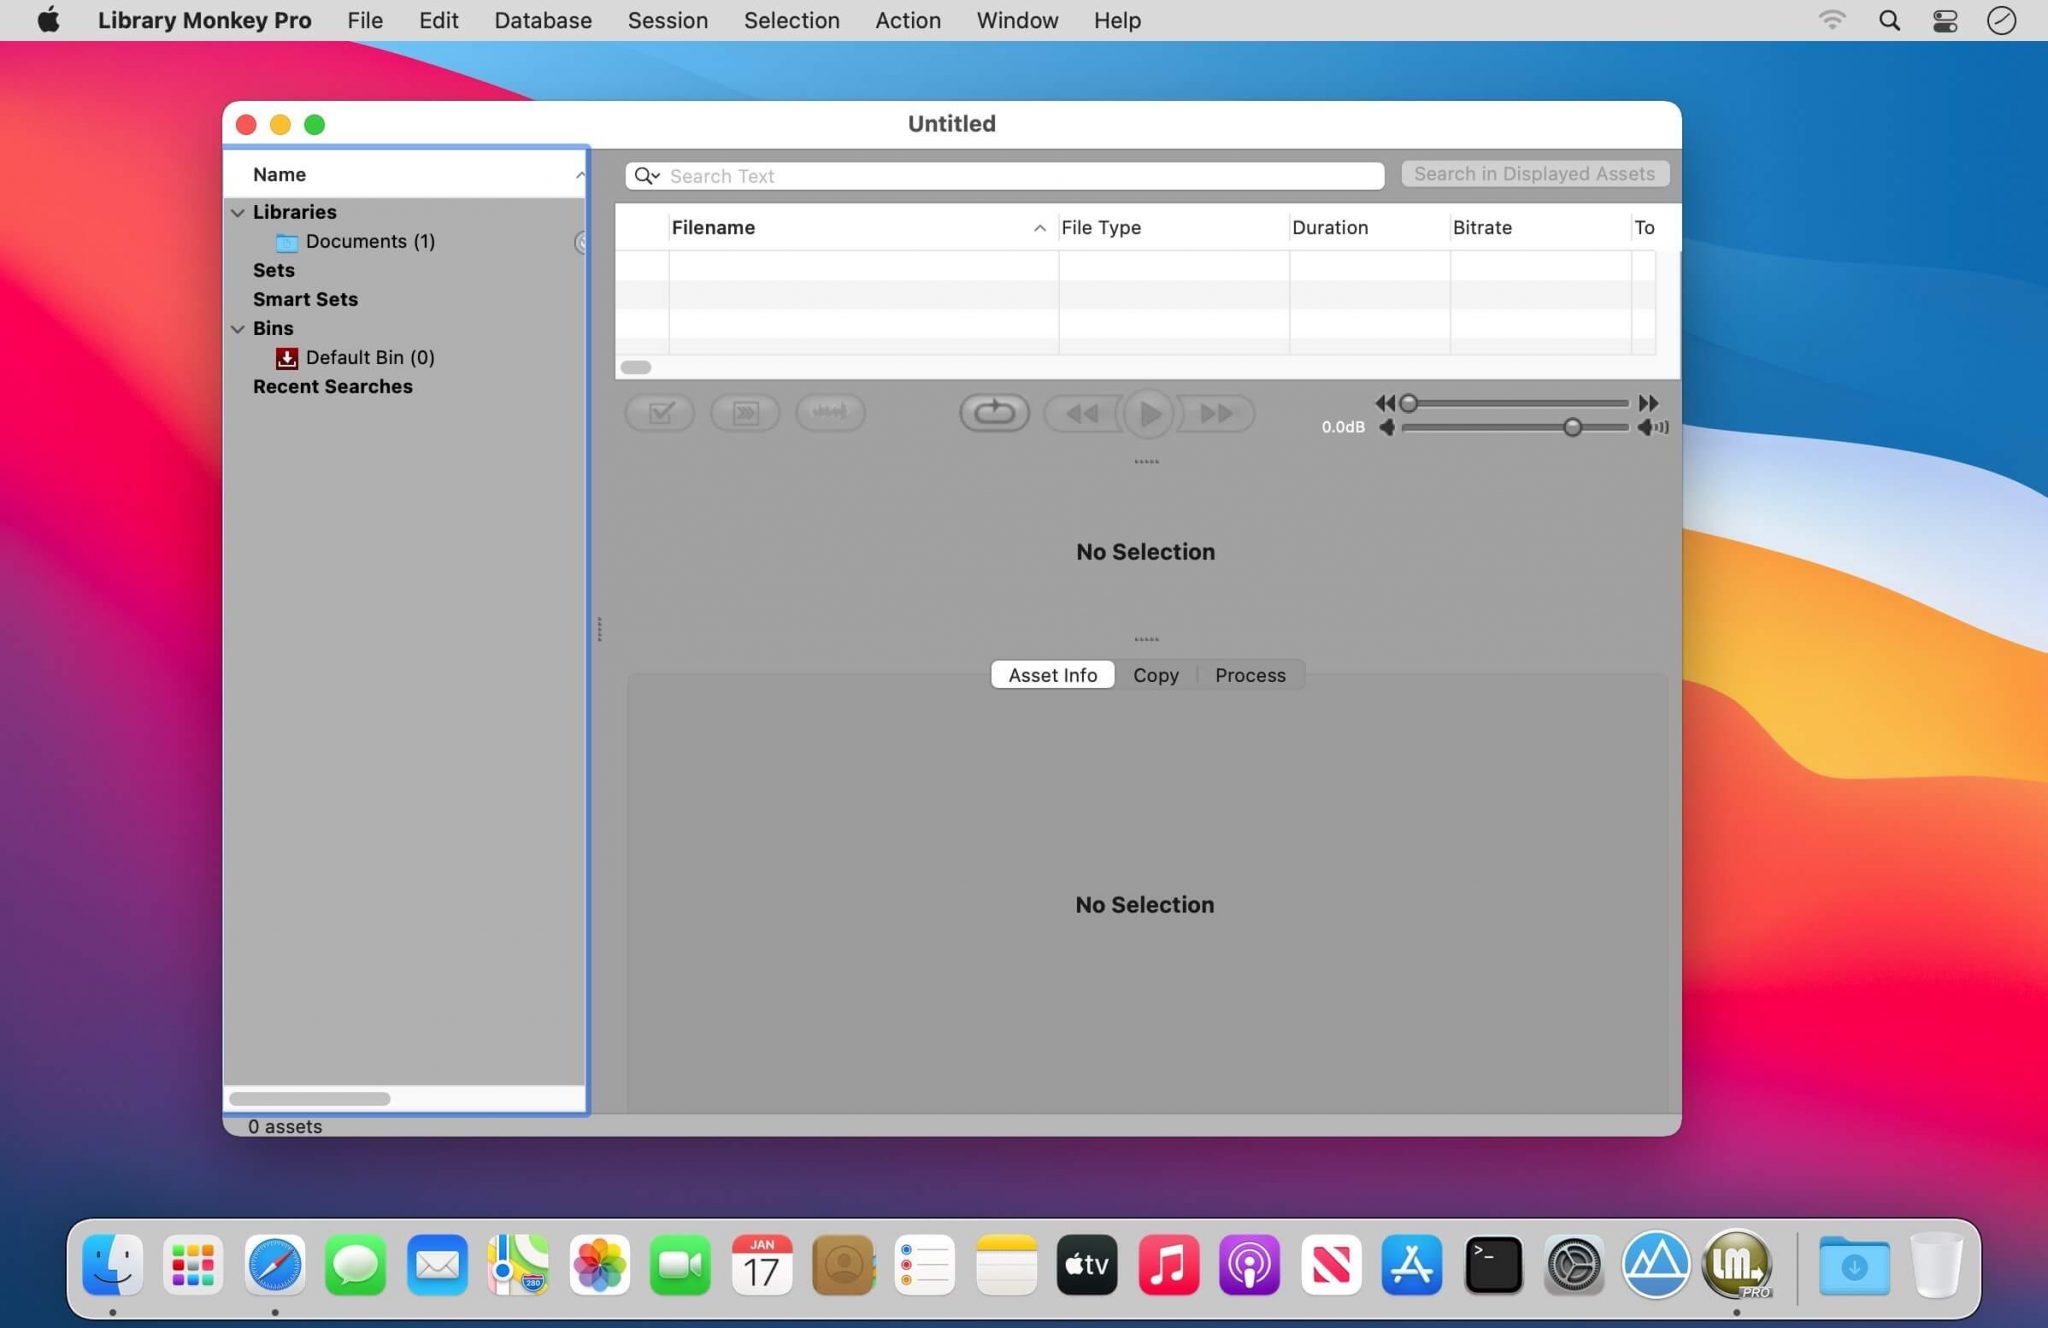 Library Monkey Pro File Edit Database Session Selection Action Window Help
Untitled
Name
Search Text
Search in Displayed Assets
Libraries
Documents (1)
Sets
Smart Sets
Bins
Default Bin (0)
Recent Searches
Filename File Type Duration Bitrate To
0.0dB
No Selection
Asset Info Copy Process
No Selection
0 assets
280
JAN
17
tv
>_
LM
PRO